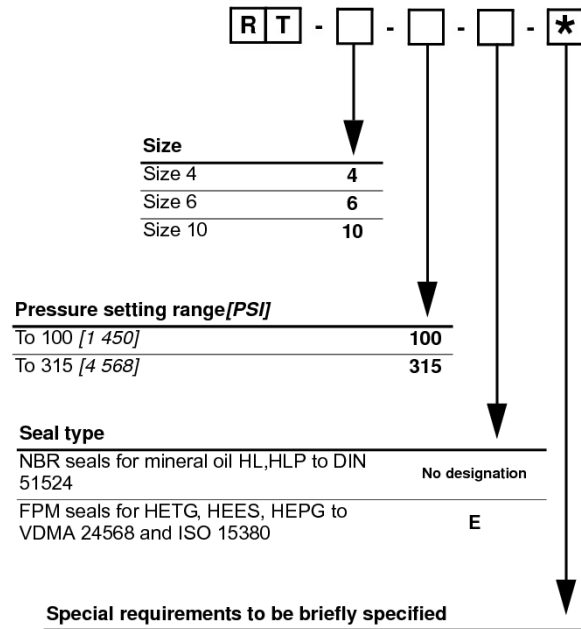 R T - - - - *
Size
Size 4 4
Size 6 6
Size 10 10
Pressure setting range[PSI]
To 100 [1 450] 100
To 315 [4 568] 315
Seal type
NBR seals for mineral oil HL,HLP to DIN
51524
No designation
FPM seals for HETG, HEES, HEPG to
VDMA 24568 and ISO 15380
E
Special requirements to be briefly specified